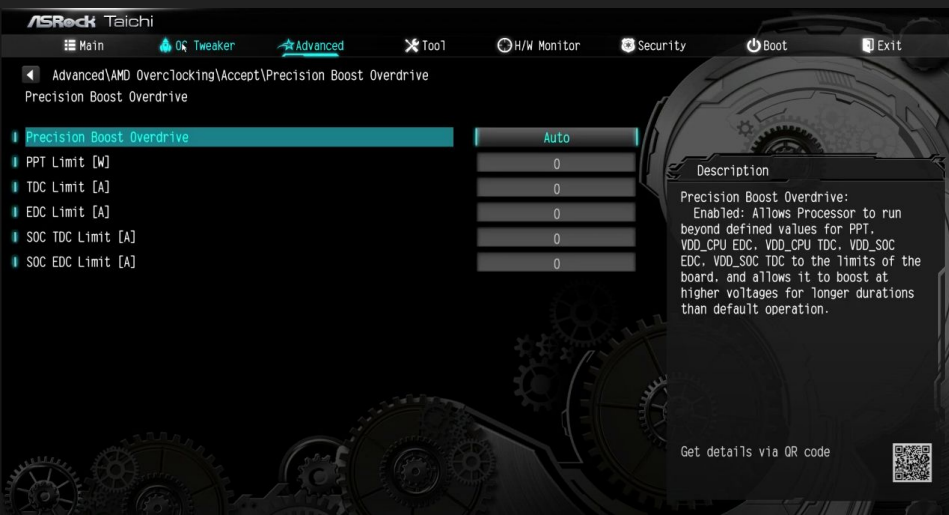 ASRock Taichi
Main OC Tweaker Advanced Tool H/W Monitor Security Boot Exit
Advanced\AMD Overclocking\Accept\Precision Boost Overdrive
Precision Boost Overdrive
Precision Boost Overdrive Auto
PPT Limit [W] 0
TDC Limit [A] 0
EDC Limit [A] 0
SOC TDC Limit [A] 0
SOC EDC Limit [A] 0
Description
Precision Boost Overdrive:
Enabled: Allows Processor to run
beyond defined values for PPT,
VDD_CPU EDC, VDD_CPU TDC, VDD_SOC
EDC, VDD_SOC TDC to the limits of the
board, and allows it to boost at
higher voltages for longer durations
than default operation.
Get details via QR code